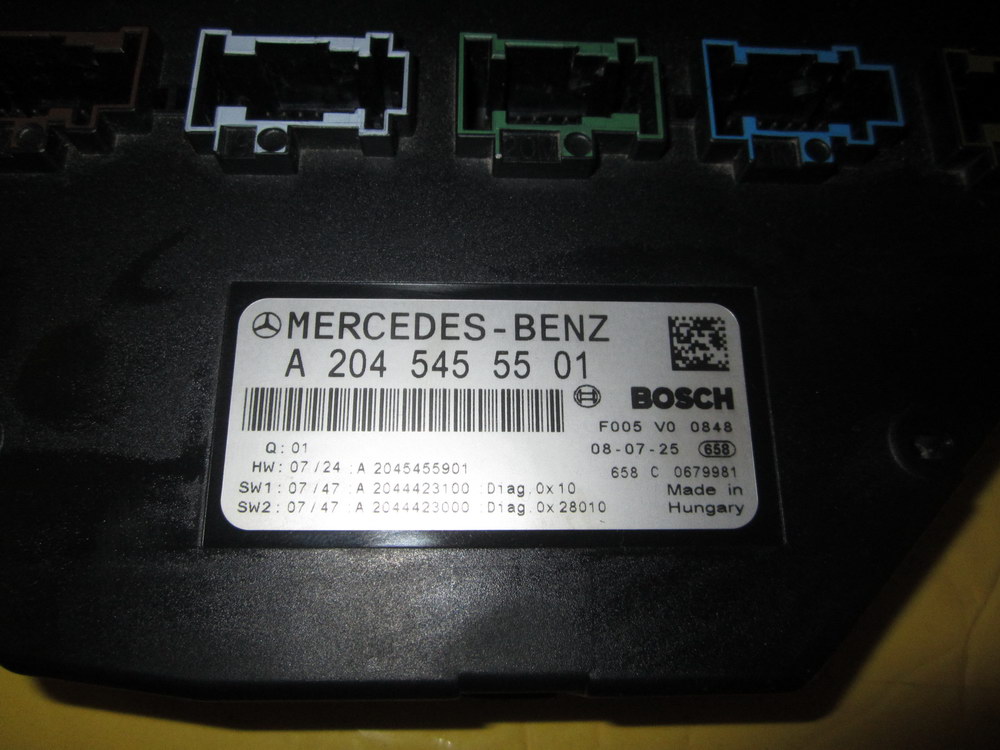 MERCEDES-BENZ
A 204 545 55 01
BOSCH
F005 V0 0848
Q: 01
08-07-25 658
HW: 07/24 :A 2045455901
658 C 0679981
SW1: 07/47 :A 2044423100 :Diag.0x10
Made in
SW2: 07/47 :A 2044423000 :Diag.0x28010
Hungary